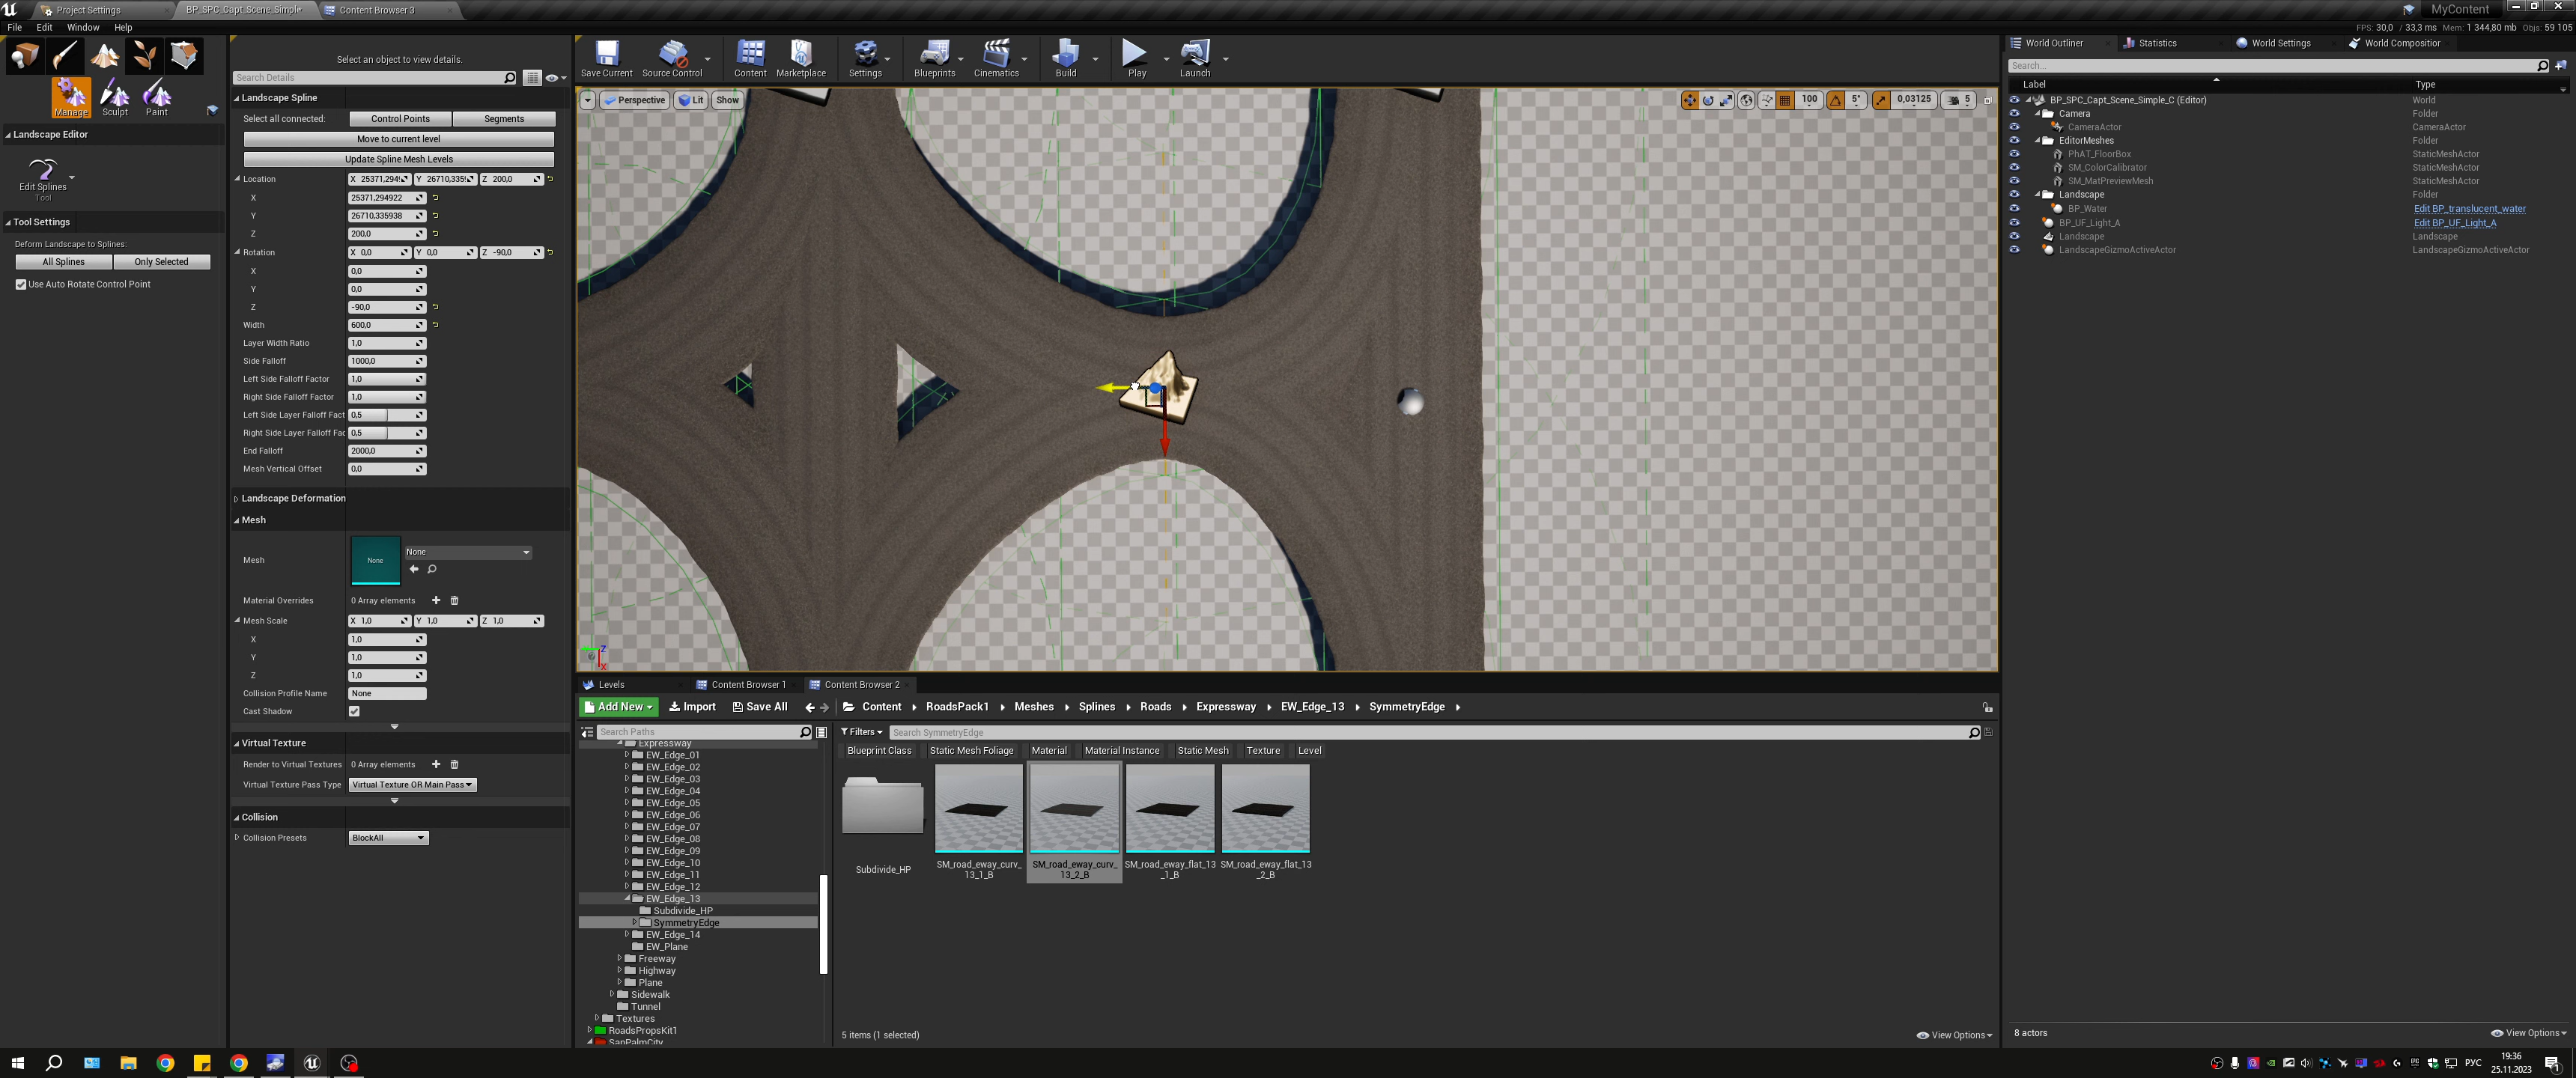 Project Settings
BP_SPC_Capt_Scene_Simple*
Content Browser 3
MyContent
File Edit Window Help
FPS: 30,0 / 33,3 ms Mem: 1 344,80 mb Objs: 59 105
Manage Sculpt Paint
Landscape Editor
Edit Splines
Tool
Tool Settings
Deform Landscape to Splines:
All Splines Only Selected
Use Auto Rotate Control Point
Select an object to view details.
Search Details
Landscape Spline
Select all connected: Control Points Segments
Move to current level
Update Spline Mesh Levels
Location X 25371,294 Y 26710,335 Z 200,0
X 25371,294922
Y 26710,335938
Z 200,0
Rotation X 0,0 Y 0,0 Z -90,0
X 0,0
Y 0,0
Z -90,0
Width 600,0
Layer Width Ratio 1,0
Side Falloff 1000,0
Left Side Falloff Factor 1,0
Right Side Falloff Factor 1,0
Left Side Layer Falloff Fact 0,5
Right Side Layer Falloff Fac 0,5
End Falloff 2000,0
Mesh Vertical Offset 0,0
Landscape Deformation
Mesh
Mesh None None
Material Overrides 0 Array elements
Mesh Scale X 1,0 Y 1,0 Z 1,0
X 1,0
Y 1,0
Z 1,0
Collision Profile Name None
Cast Shadow
Virtual Texture
Render to Virtual Textures 0 Array elements
Virtual Texture Pass Type Virtual Texture OR Main Pass
Collision
Collision Presets BlockAll
Save Current Source Control Content Marketplace Settings Blueprints Cinematics Build Play Launch
Perspective Lit Show
100 5° 0,03125 5
Z
X
Levels Content Browser 1 Content Browser 2
Add New Import Save All Content RoadsPack1 Meshes Splines Roads Expressway EW_Edge_13 SymmetryEdge
Search Paths
Filters Search SymmetryEdge
Blueprint Class Static Mesh Foliage Material Material Instance Static Mesh Texture Level
Expressway
EW_Edge_01
EW_Edge_02
EW_Edge_03
EW_Edge_04
EW_Edge_05
EW_Edge_06
EW_Edge_07
EW_Edge_08
EW_Edge_09
EW_Edge_10
EW_Edge_11
EW_Edge_12
EW_Edge_13
Subdivide_HP
SymmetryEdge
EW_Edge_14
EW_Plane
Freeway
Highway
Plane
Sidewalk
Tunnel
Textures
RoadsPropsKit1
SanPalmCity
Subdivide_HP
SM_road_eway_curv_
13_1_B
SM_road_eway_curv_
13_2_B
SM_road_eway_flat_13
_1_B
SM_road_eway_flat_13
_2_B
5 items (1 selected)
View Options
World Outliner Statistics World Settings World Compositior
Search...
Label Type
BP_SPC_Capt_Scene_Simple_C (Editor) World
Camera Folder
CameraActor CameraActor
EditorMeshes Folder
PhAT_FloorBox StaticMeshActor
SM_ColorCalibrator StaticMeshActor
SM_MatPreviewMesh StaticMeshActor
Landscape Folder
BP_Water Edit BP_translucent_water
BP_UF_Light_A Edit BP_UF_Light_A
Landscape Landscape
LandscapeGizmoActiveActor LandscapeGizmoActiveActor
8 actors
View Options
РУС
19:36
25.11.2023